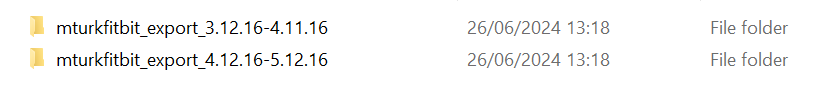 mturkfitbit_export_3.12.16-4.11.16 26/06/2024 13:18 File folder
mturkfitbit_export_4.12.16-5.12.16 26/06/2024 13:18 File folder